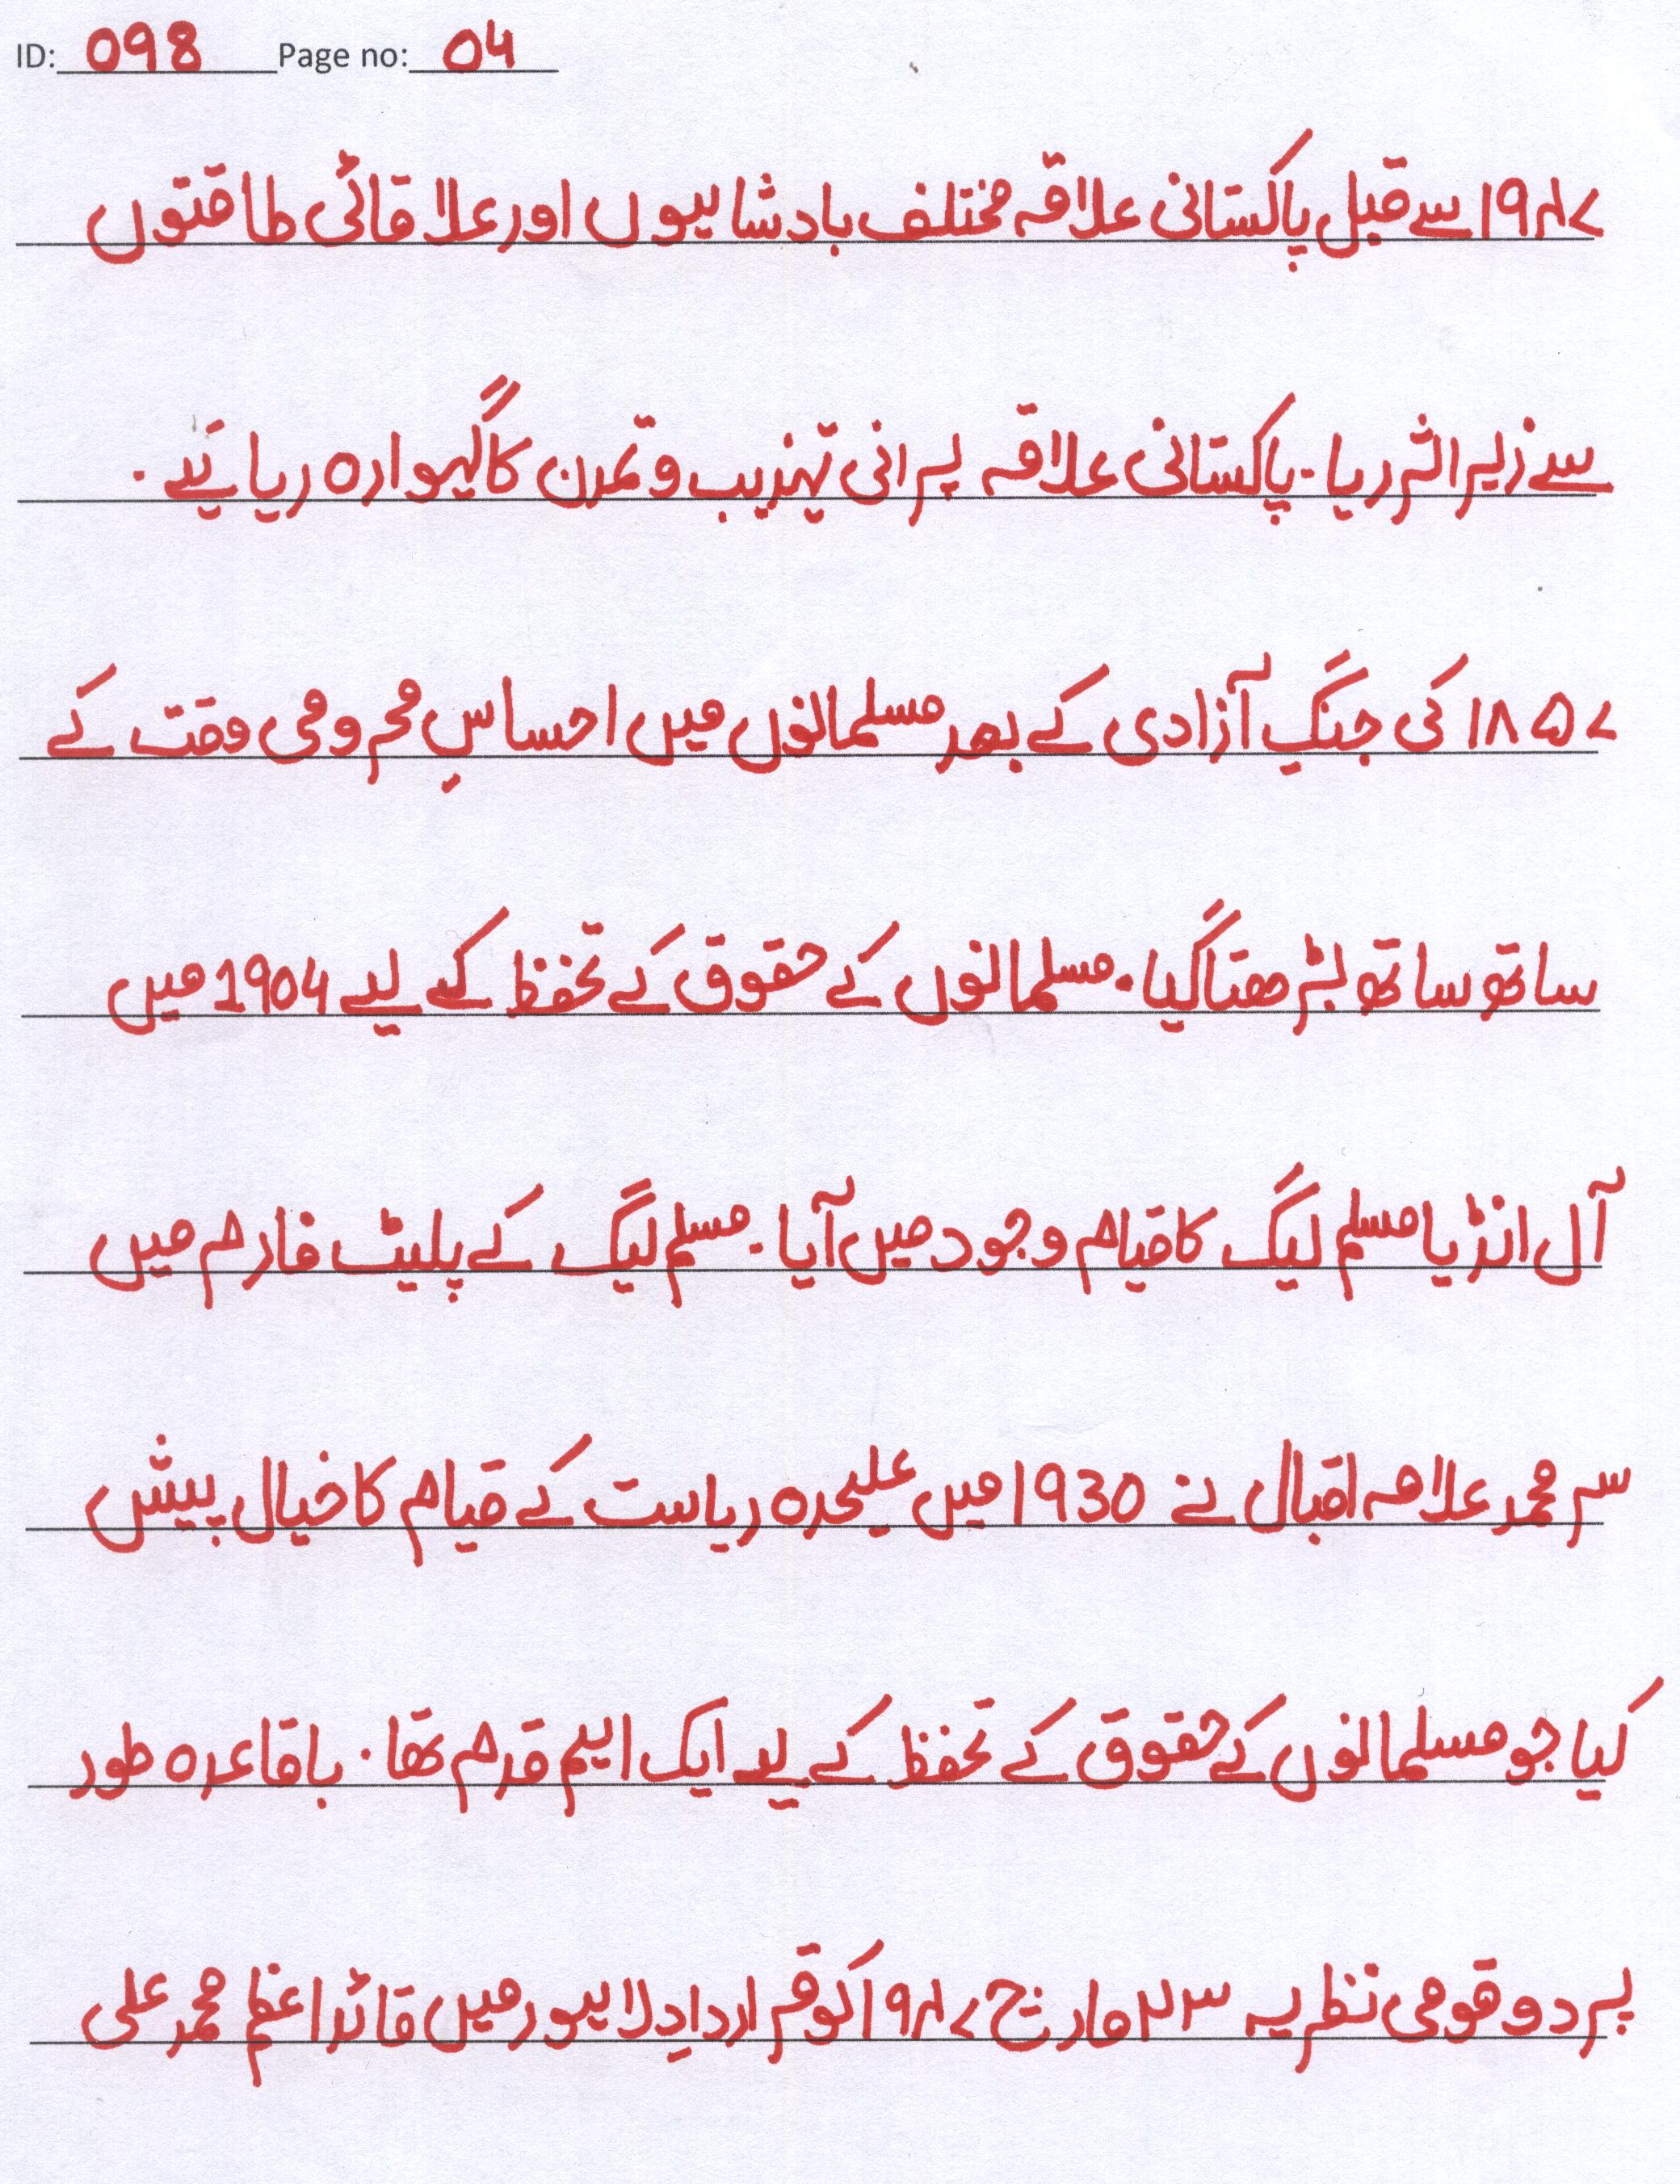 ID: 098 Page no: 04
۱۹۴۷ سے قبل پاکستانی علاقہ مختلف بادشاہیوں اور علاقائی طاقتوں
سے زیر اثر رہا۔ پاکستانی علاقہ پرانی تہذیب و تمدن کا گہوارہ رہا ہے۔
۱۸۵۷ کی جنگِ آزادی کے بعد مسلمانوں میں احساسِ محرومی وقت کے
ساتھ ساتھ بڑھتا گیا۔ مسلمانوں کے حقوق کے تحفظ کے لیے 1904 میں
آل انڈیا مسلم لیگ کا قیام وجود میں آیا۔ مسلم لیگ کے پلیٹ فارم میں
سر محمد علامہ اقبال نے 1930 میں علیحدہ ریاست کے قیام کا خیال پیش
کیا جو مسلمانوں کے حقوق کے تحفظ کے لیے ایک اہم قدم تھا۔ باقاعدہ طور
پر دو قومی نظریہ ۲۳ مارچ ۱۹۴۷ کو قراردادِ لاہور میں قائداعظم محمد علی